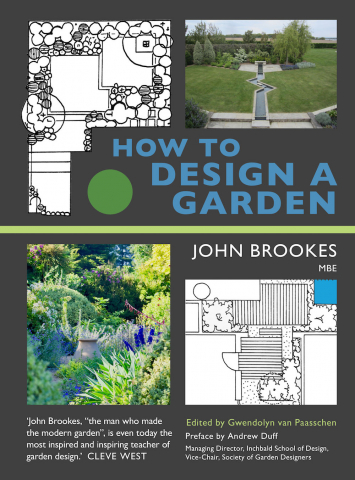 HOW TO
DESIGN A
GARDEN
JOHN BROOKES
MBE
'John Brookes, "the man who made
the modern garden", is even today the
most inspired and inspiring teacher of
garden design.' CLEVE WEST
Edited by Gwendolyn van Paasschen
Preface by Andrew Duff
Managing Director, Inchbald School of Design,
Vice-Chair, Society of Garden Designers